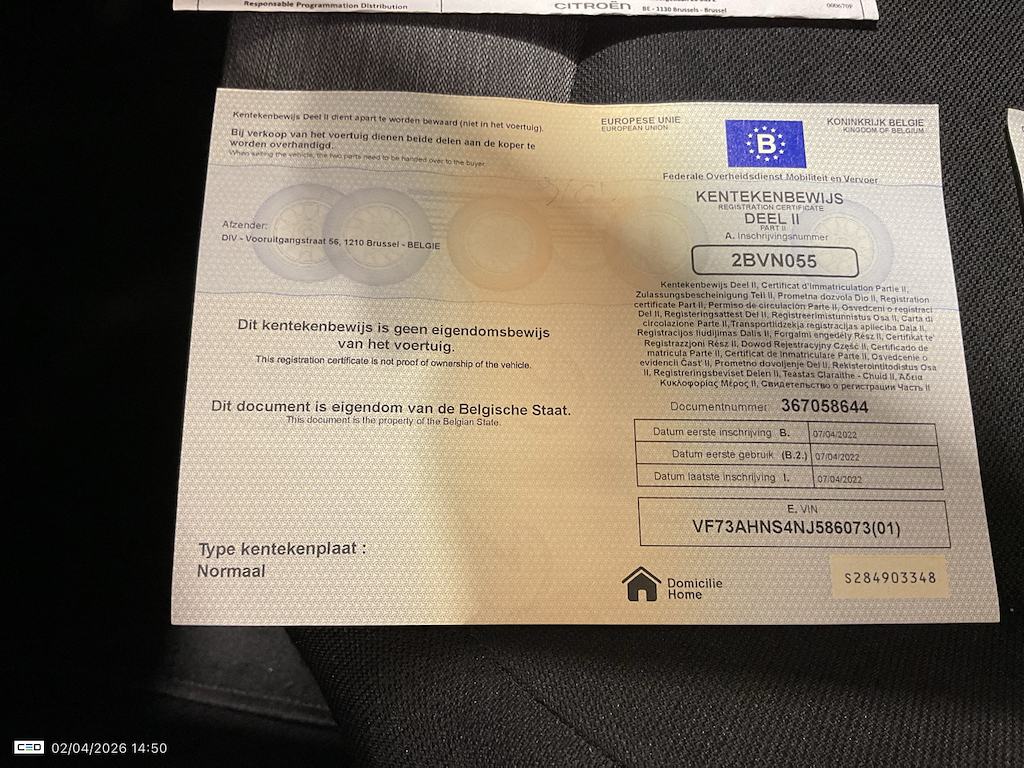 Responsible Programmation Distribution
CITROËN
BE - 1130 Brussels - Brussel
Kentekenbewijs Deel II dient apart te worden bewaard (niet in het voertuig).
Bij verkoop van het voertuig dienen beide delen aan de koper te
worden overhandigd.
When selling the vehicle, the two parts need to be handed over to the buyer.
Afzender:
DIV - Vooruitgangstraat 56, 1210 Brussel - BELGIE
Dit kentekenbewijs is geen eigendomsbewijs
van het voertuig.
This registration certificate is not proof of ownership of the vehicle.
Dit document is eigendom van de Belgische Staat.
This document is the property of the Belgian State.
Type kentekenplaat :
Normaal
EUROPESE UNIE
EUROPEAN UNION
B
KONINKRIJK BELGIE
KINGDOM OF BELGIUM
Federale Overheidsdienst Mobiliteit en Vervoer
KENTEKENBEWIJS
REGISTRATION CERTIFICATE
DEEL II
PART II
A. Inschrijvingsnummer
2BVN055
Kentekenbewijs Deel II, Certificat d'Immatriculation Partie II,
Zulassungsbescheinigung Teil II, Prometna dozvola Dio II, Registration
certificate Part II, Permiso de circulación Parte II, Osvedčení o registraci
Del II, Registeringsattest Del II, Registreerimistunnistus Osa II, Carta di
circolazione Parte II, Transportlīdzekļa reģistrācijas apliecība Daļa II,
Registracijos liudijimas Dalis II, Forgalmi engedély Rész II, Ċertifikat ta'
Reġistrazzjoni Rész II, Dowod Rejestracyjny Część II, Certificado de
matrícula Parte II, Certificat de înmatriculare Partea II, Osvedčenie o
evidencii Časť II, Prometno dovoljenje Del II, Rekisteröintitodistus Osa
II, Registreringsbeviset Delen II, Teastas Claraithe - Chuid II, Άδεια
Κυκλοφορίας Μέρος II, Свидетельство о регистрации Часть II
Documentnummer 367058644
Datum eerste inschrijving B. 07/04/2022
Datum eerste gebruik (B.2.) 07/04/2022
Datum laatste inschrijving I. 07/04/2022
E. VIN
VF73AHNS4NJ586073(01)
Domicilie
Home
S284903348
CEO 02/04/2026 14:50